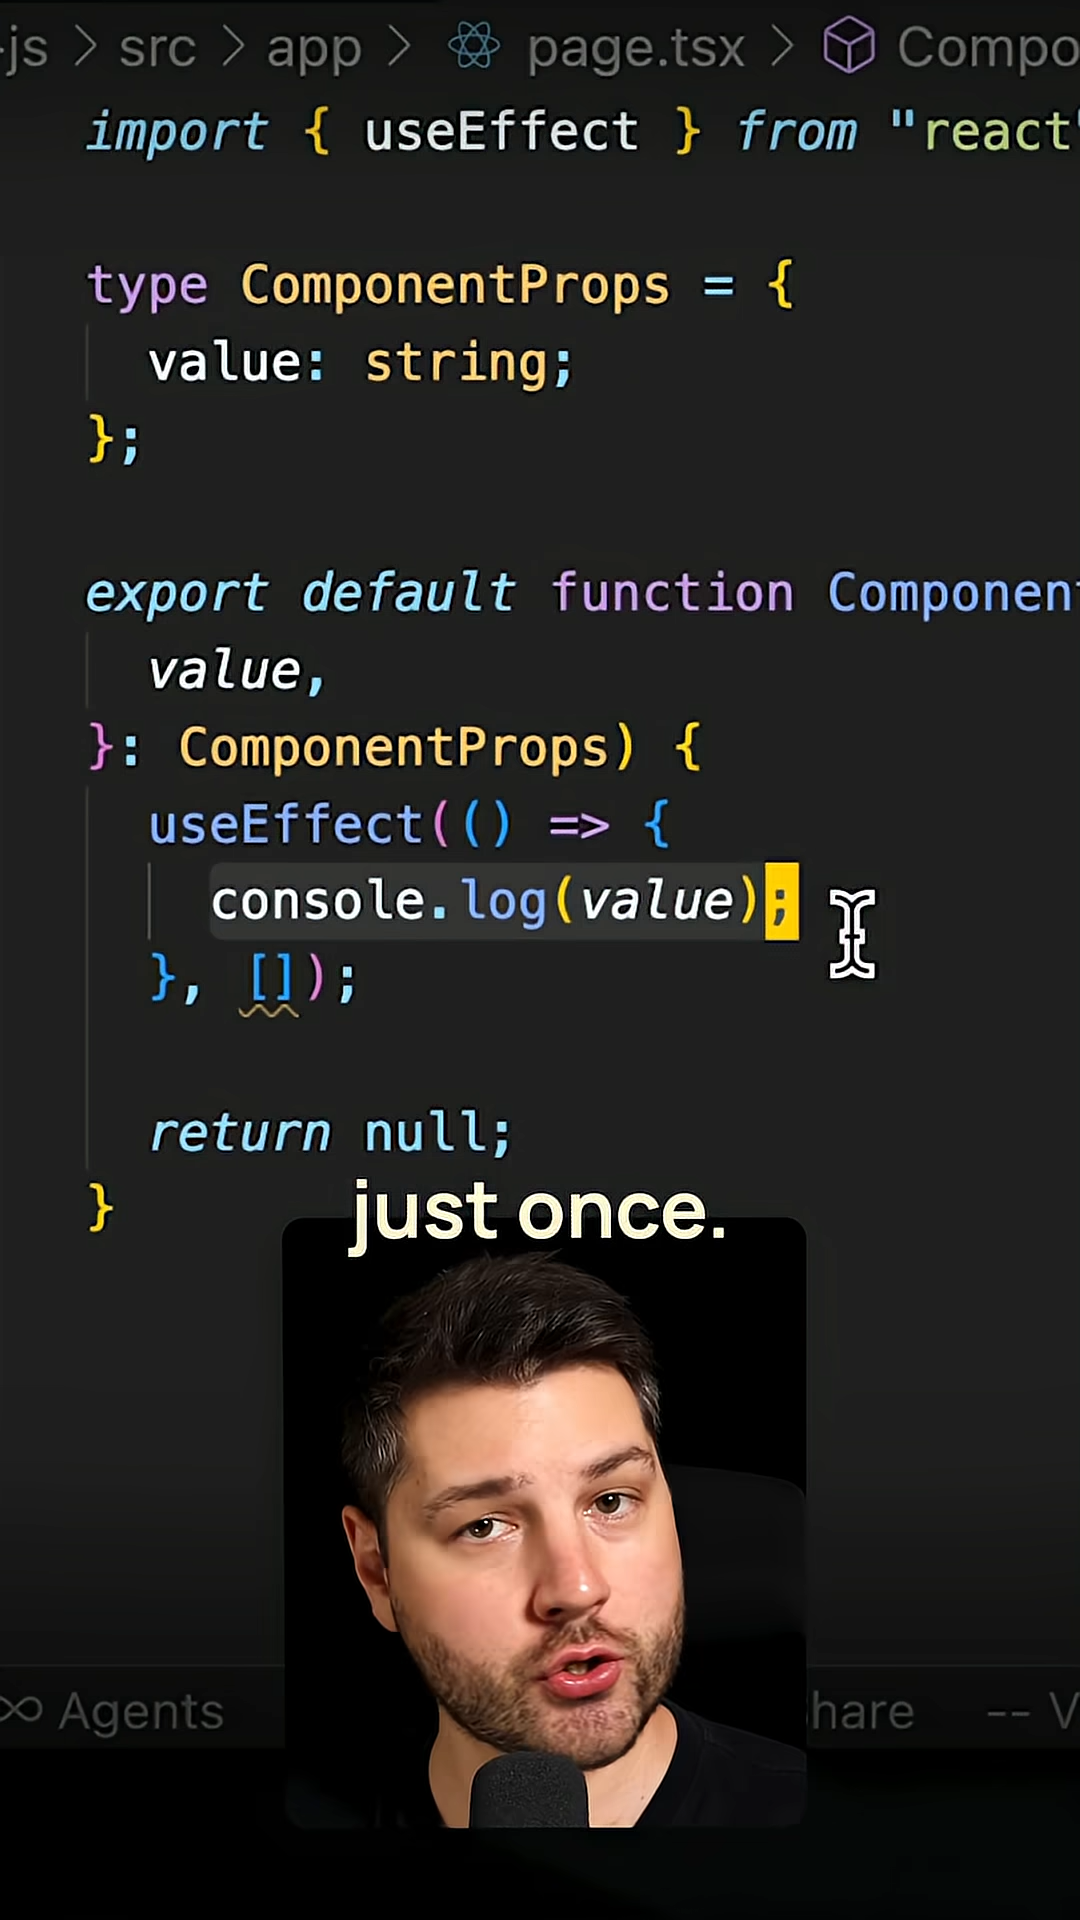 -js > src > app > page.tsx > Compo
import { useEffect } from "react"
type ComponentProps = {
value: string;
};
export default function Component
value,
}: ComponentProps) {
useEffect(() => {
console.log(value);
}, []);
return null;
}
just once.
Agents
hare
-- V